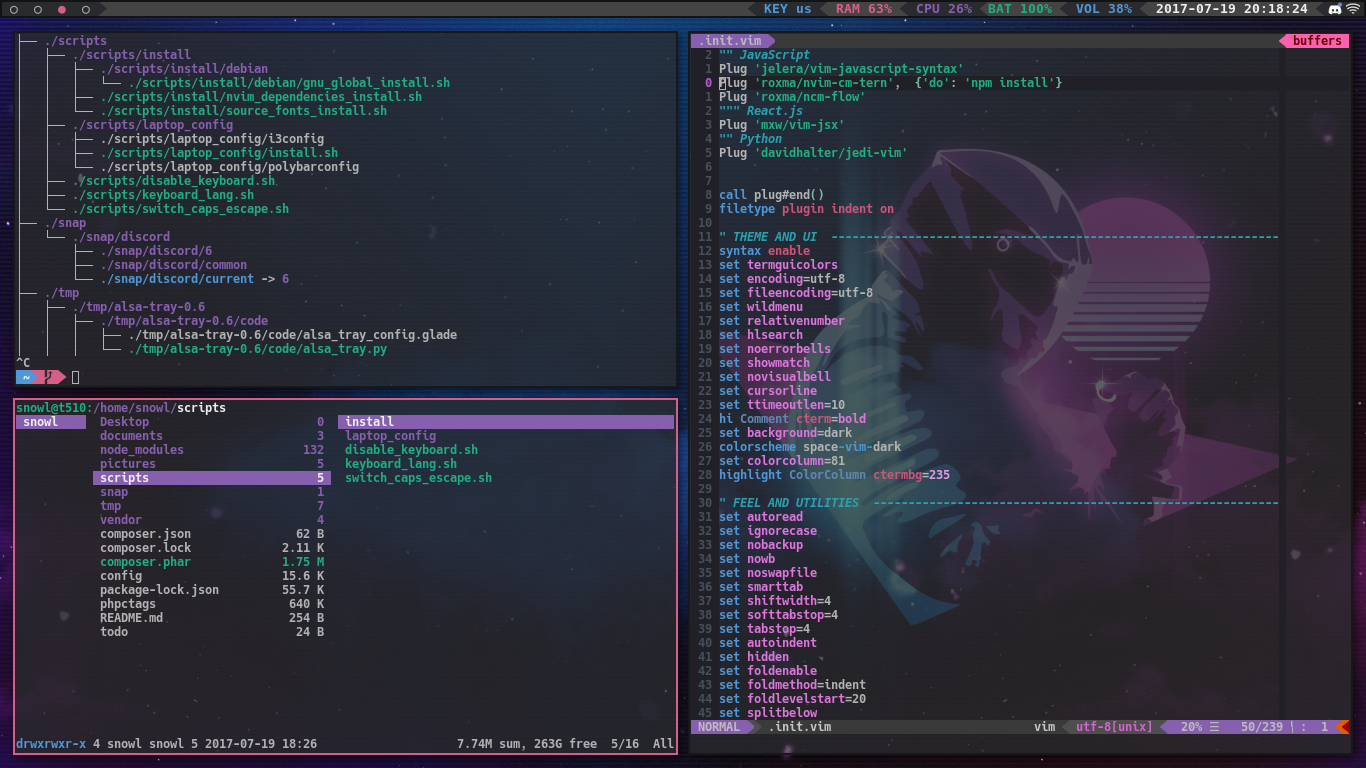 KEY us RAM 63% CPU 26% BAT 100% VOL 38% 2017-07-19 20:18:24
./scripts
./scripts/install
./scripts/install/debian
./scripts/install/debian/gnu_global_install.sh
./scripts/install/nvim_dependencies_install.sh
./scripts/install/source_fonts_install.sh
./scripts/laptop_config
./scripts/laptop_config/i3config
./scripts/laptop_config/install.sh
./scripts/laptop_config/polybarconfig
./scripts/disable_keyboard.sh
./scripts/keyboard_lang.sh
./scripts/switch_caps_escape.sh
./snap
./snap/discord
./snap/discord/6
./snap/discord/common
./snap/discord/current -> 6
./tmp
./tmp/alsa-tray-0.6
./tmp/alsa-tray-0.6/code
./tmp/alsa-tray-0.6/code/alsa_tray_config.glade
./tmp/alsa-tray-0.6/code/alsa_tray.py
^C
~
snowl@t510:/home/snowl/scripts
snowl Desktop 0 install
documents 3 laptop_config
node_modules 132 disable_keyboard.sh
pictures 5 keyboard_lang.sh
scripts 5 switch_caps_escape.sh
snap 1
tmp 7
vendor 4
composer.json 62 B
composer.lock 2.11 K
composer.phar 1.75 M
config 15.6 K
package-lock.json 55.7 K
phpctags 640 K
README.md 254 B
todo 24 B
drwxrwxr-x 4 snowl snowl 5 2017-07-19 18:26 7.74M sum, 263G free 5/16 All
.init.vim buffers
2 "" JavaScript
1 Plug 'jelera/vim-javascript-syntax'
0 Plug 'roxma/nvim-cm-tern', {'do': 'npm install'}
1 Plug 'roxma/ncm-flow'
2 """ React.js
3 Plug 'mxw/vim-jsx'
4 "" Python
5 Plug 'davidhalter/jedi-vim'
6
7
8 call plug#end()
9 filetype plugin indent on
10
11 " THEME AND UI ----------------------------------------------------------------
12 syntax enable
13 set termguicolors
14 set encoding=utf-8
15 set fileencoding=utf-8
16 set wildmenu
17 set relativenumber
18 set hlsearch
19 set noerrorbells
20 set showmatch
21 set novisualbell
22 set cursorline
23 set ttimeoutlen=10
24 hi Comment cterm=bold
25 set background=dark
26 colorscheme space-vim-dark
27 set colorcolumn=81
28 highlight ColorColumn ctermbg=235
29
30 " FEEL AND UTILITIES ----------------------------------------------------------
31 set autoread
32 set ignorecase
33 set nobackup
34 set nowb
35 set noswapfile
36 set smarttab
37 set shiftwidth=4
38 set softtabstop=4
39 set tabstop=4
40 set autoindent
41 set hidden
42 set foldenable
43 set foldmethod=indent
44 set foldlevelstart=20
45 set splitbelow
NORMAL .init.vim vim utf-8[unix] 20% ☰ 50/239 : 1